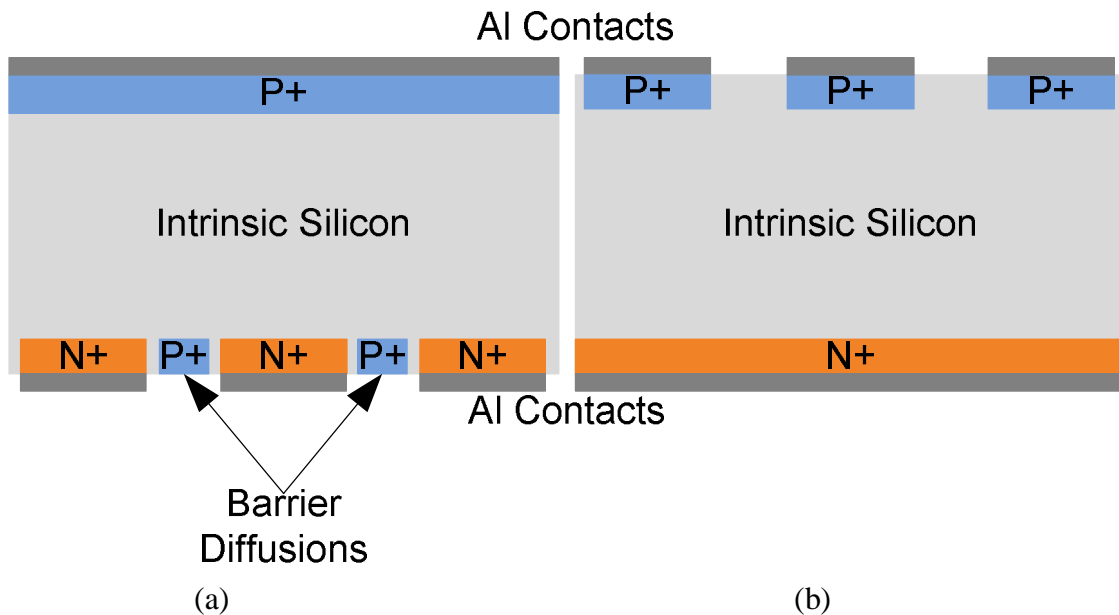 Al Contacts
P+
P+ P+ P+
Intrinsic Silicon
Intrinsic Silicon
N+ P+ N+ P+ N+
N+
Al Contacts
Barrier
Diffusions
(a)
(b)